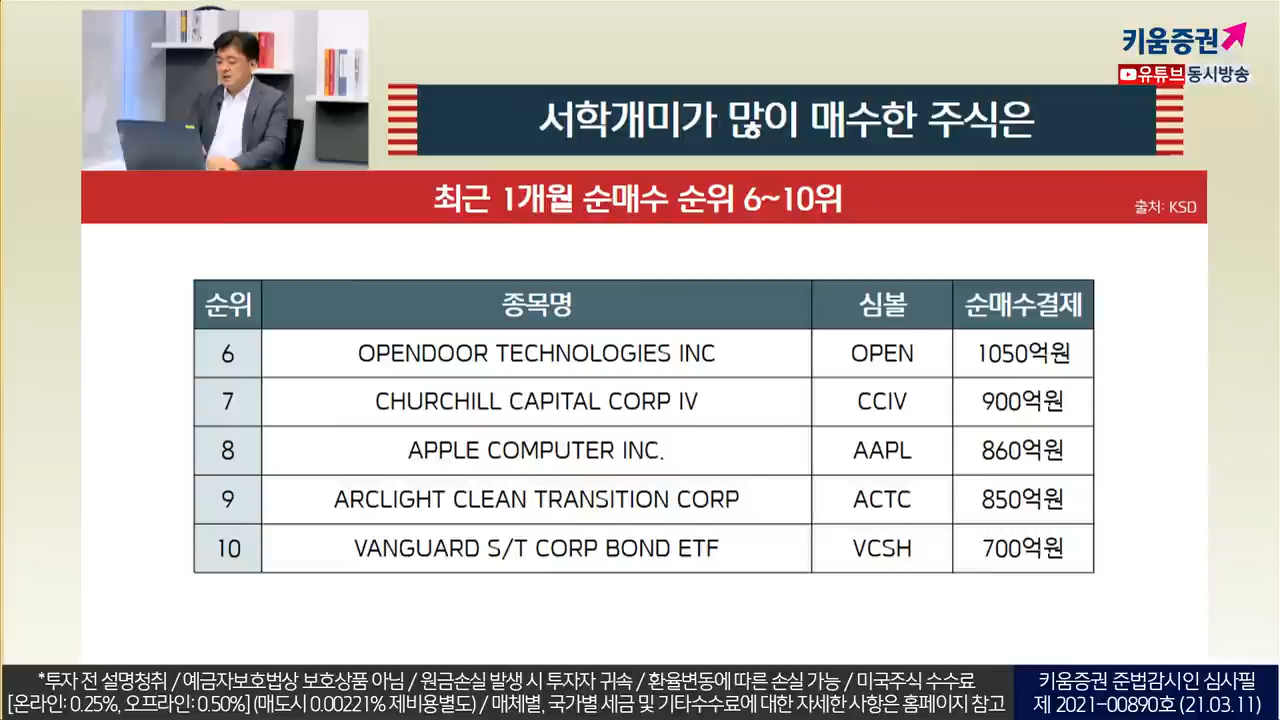 키움증권
유튜브 동시방송
서학개미가 많이 매수한 주식은
최근 1개월 순매수 순위 6~10위
출처: KSD
순위 종목명 심볼 순매수결제
6 OPENDOOR TECHNOLOGIES INC OPEN 1050억원
7 CHURCHILL CAPITAL CORP IV CCIV 900억원
8 APPLE COMPUTER INC. AAPL 860억원
9 ARCLIGHT CLEAN TRANSITION CORP ACTC 850억원
10 VANGUARD S/T CORP BOND ETF VCSH 700억원
*투자 전 설명청취 / 예금자보호법상 보호상품 아님 / 원금손실 발생 시 투자자 귀속 / 환율변동에 따른 손실 가능 / 미국주식 수수료
[온라인: 0.25%, 오프라인: 0.50%] (매도시 0.00221% 제비용별도) / 매체별, 국가별 세금 및 기타수수료에 대한 자세한 사항은 홈페이지 참고
키움증권 준법감시인 심사필
제 2021-00890호 (21.03.11)